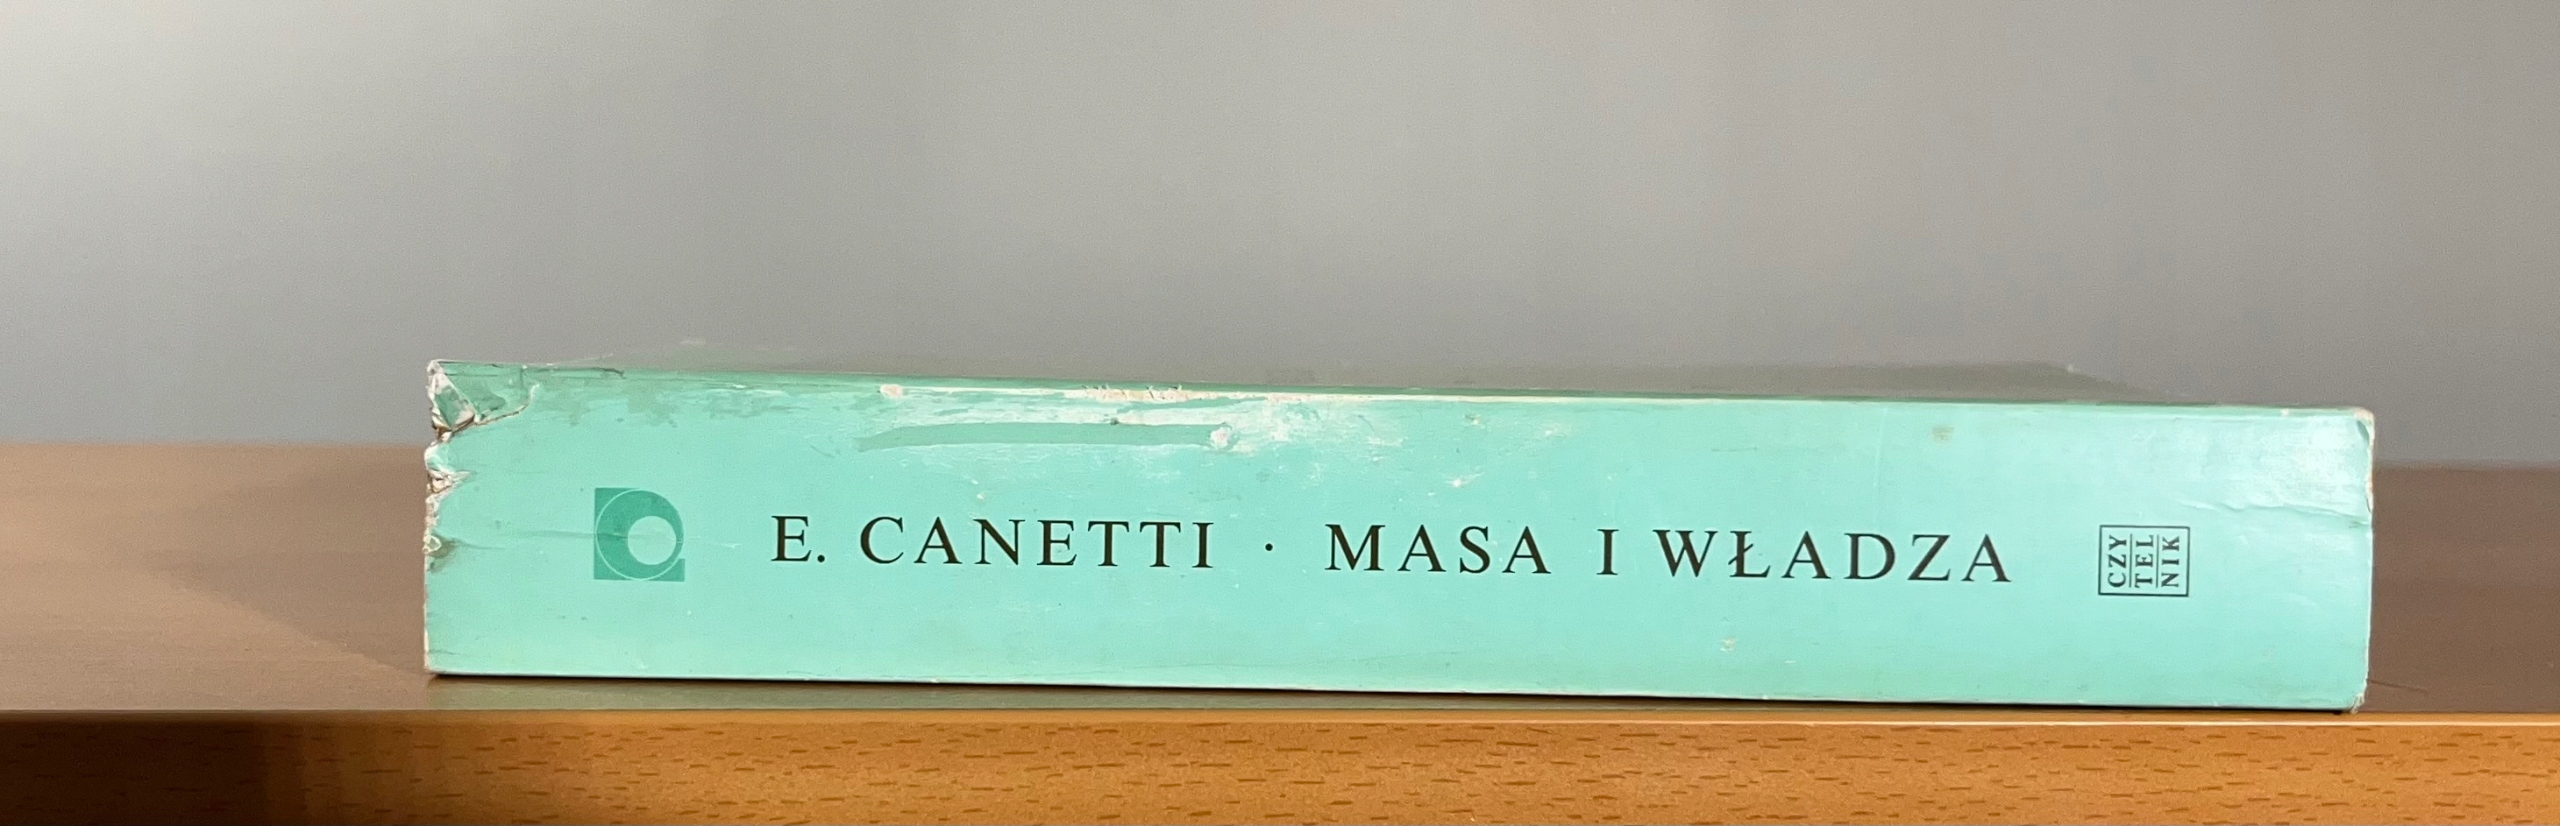 E. CANETTI · MASA I WŁADZA
CZY
TEL
NIK